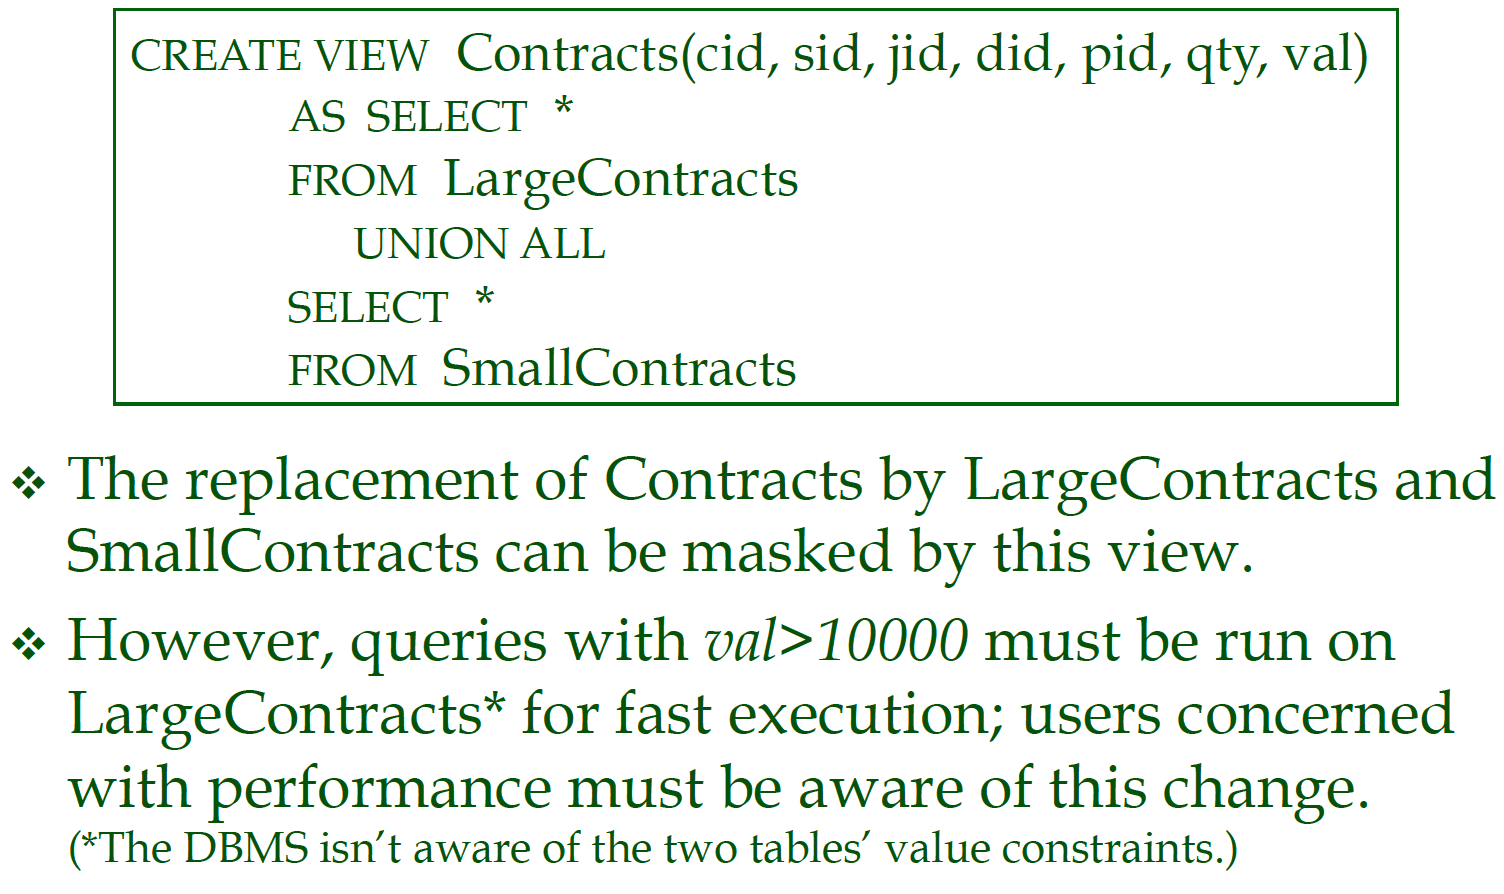 CREATE VIEW Contracts(cid, sid, jid, did, pid, qty, val)
AS SELECT *
FROM LargeContracts
UNION ALL
SELECT *
FROM SmallContracts
❖ The replacement of Contracts by LargeContracts and
SmallContracts can be masked by this view.
❖ However, queries with val>10000 must be run on
LargeContracts* for fast execution; users concerned
with performance must be aware of this change.
(*The DBMS isn’t aware of the two tables’ value constraints.)